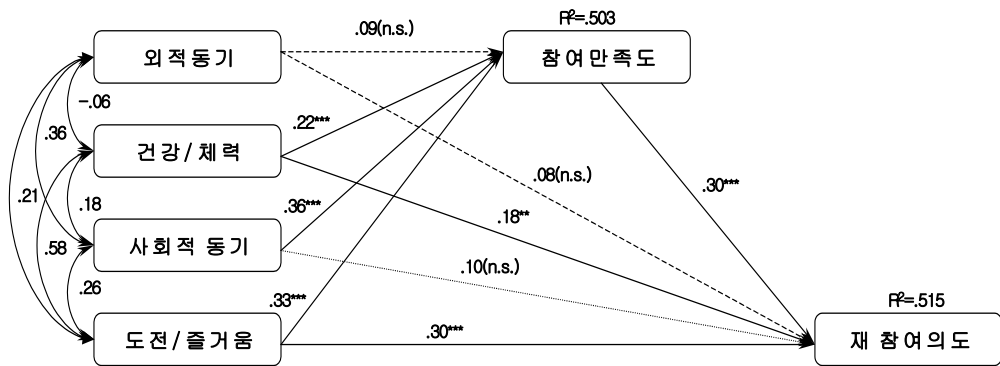 R²=.503
.09(n.s.)
외적동기
참여만족도
-.06
.36
.22***
건강/체력
.08(n.s.)
.30***
.21
.18
.36***
.18**
.58
사회적 동기
.10(n.s.)
.26
.33***
R²=.515
도전/즐거움
.30***
재 참여의도